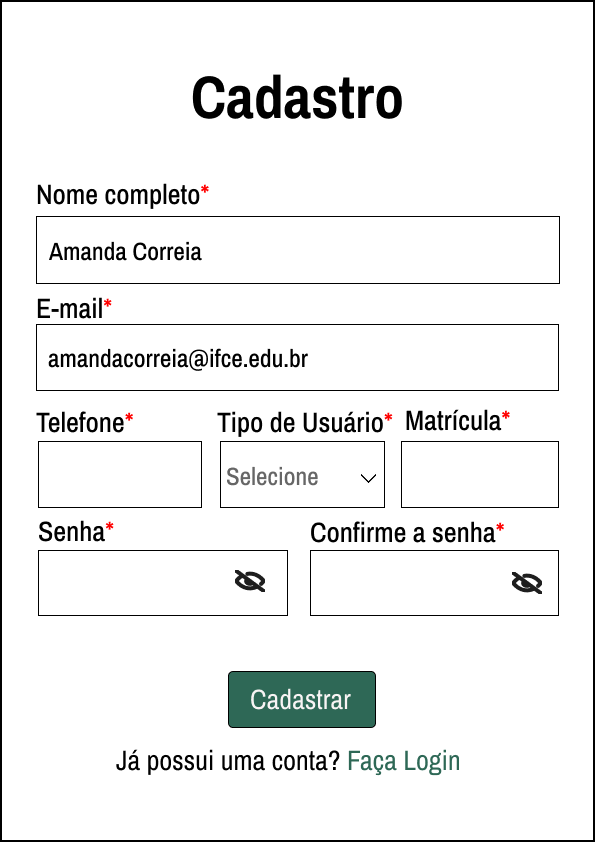 Cadastro
Nome completo*
Amanda Correia
E-mail*
amandacorreia@ifce.edu.br
Telefone* Tipo de Usuário* Matrícula*
Selecione
Senha* Confirme a senha*
Cadastrar
Já possui uma conta? Faça Login